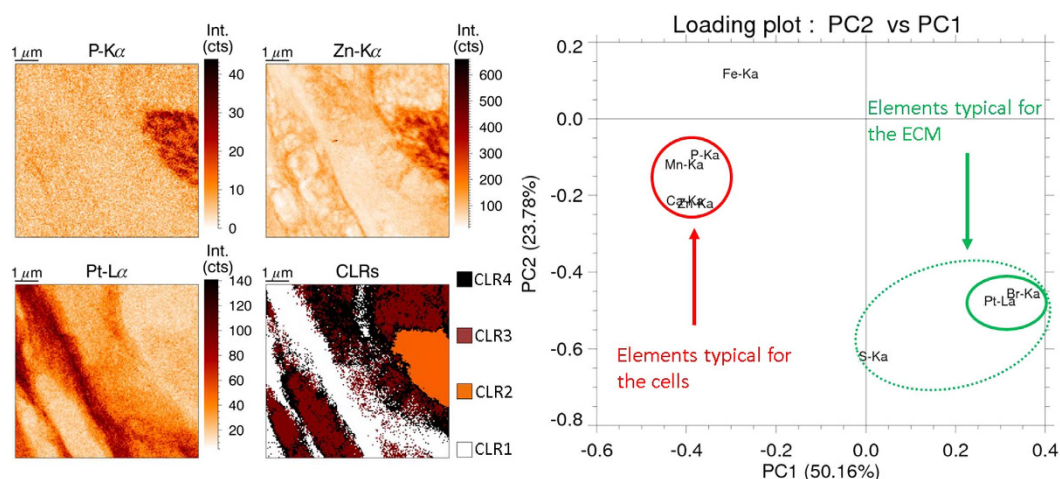 P-Kα
1 μm
Int.
(cts)
40
30
20
10
0
Zn-Kα
1 μm
Int.
(cts)
600
500
400
300
200
100
Pt-Lα
1 μm
Int.
(cts)
140
120
100
80
60
40
20
CLRs
1 μm
CLR4
CLR3
CLR2
CLR1
Loading plot : PC2 vs PC1
0.2
0.0
-0.2
-0.4
-0.6
-0.8
PC2 (23.78%)
Fe-Ka
Elements typical for
the ECM
P-Ka
Mn-Ka
Ca-Ka
Zn-Ka
Br-Ka
Pt-La
S-Ka
Elements typical for
the cells
-0.6
-0.4
-0.2
0.0
0.2
0.4
PC1 (50.16%)